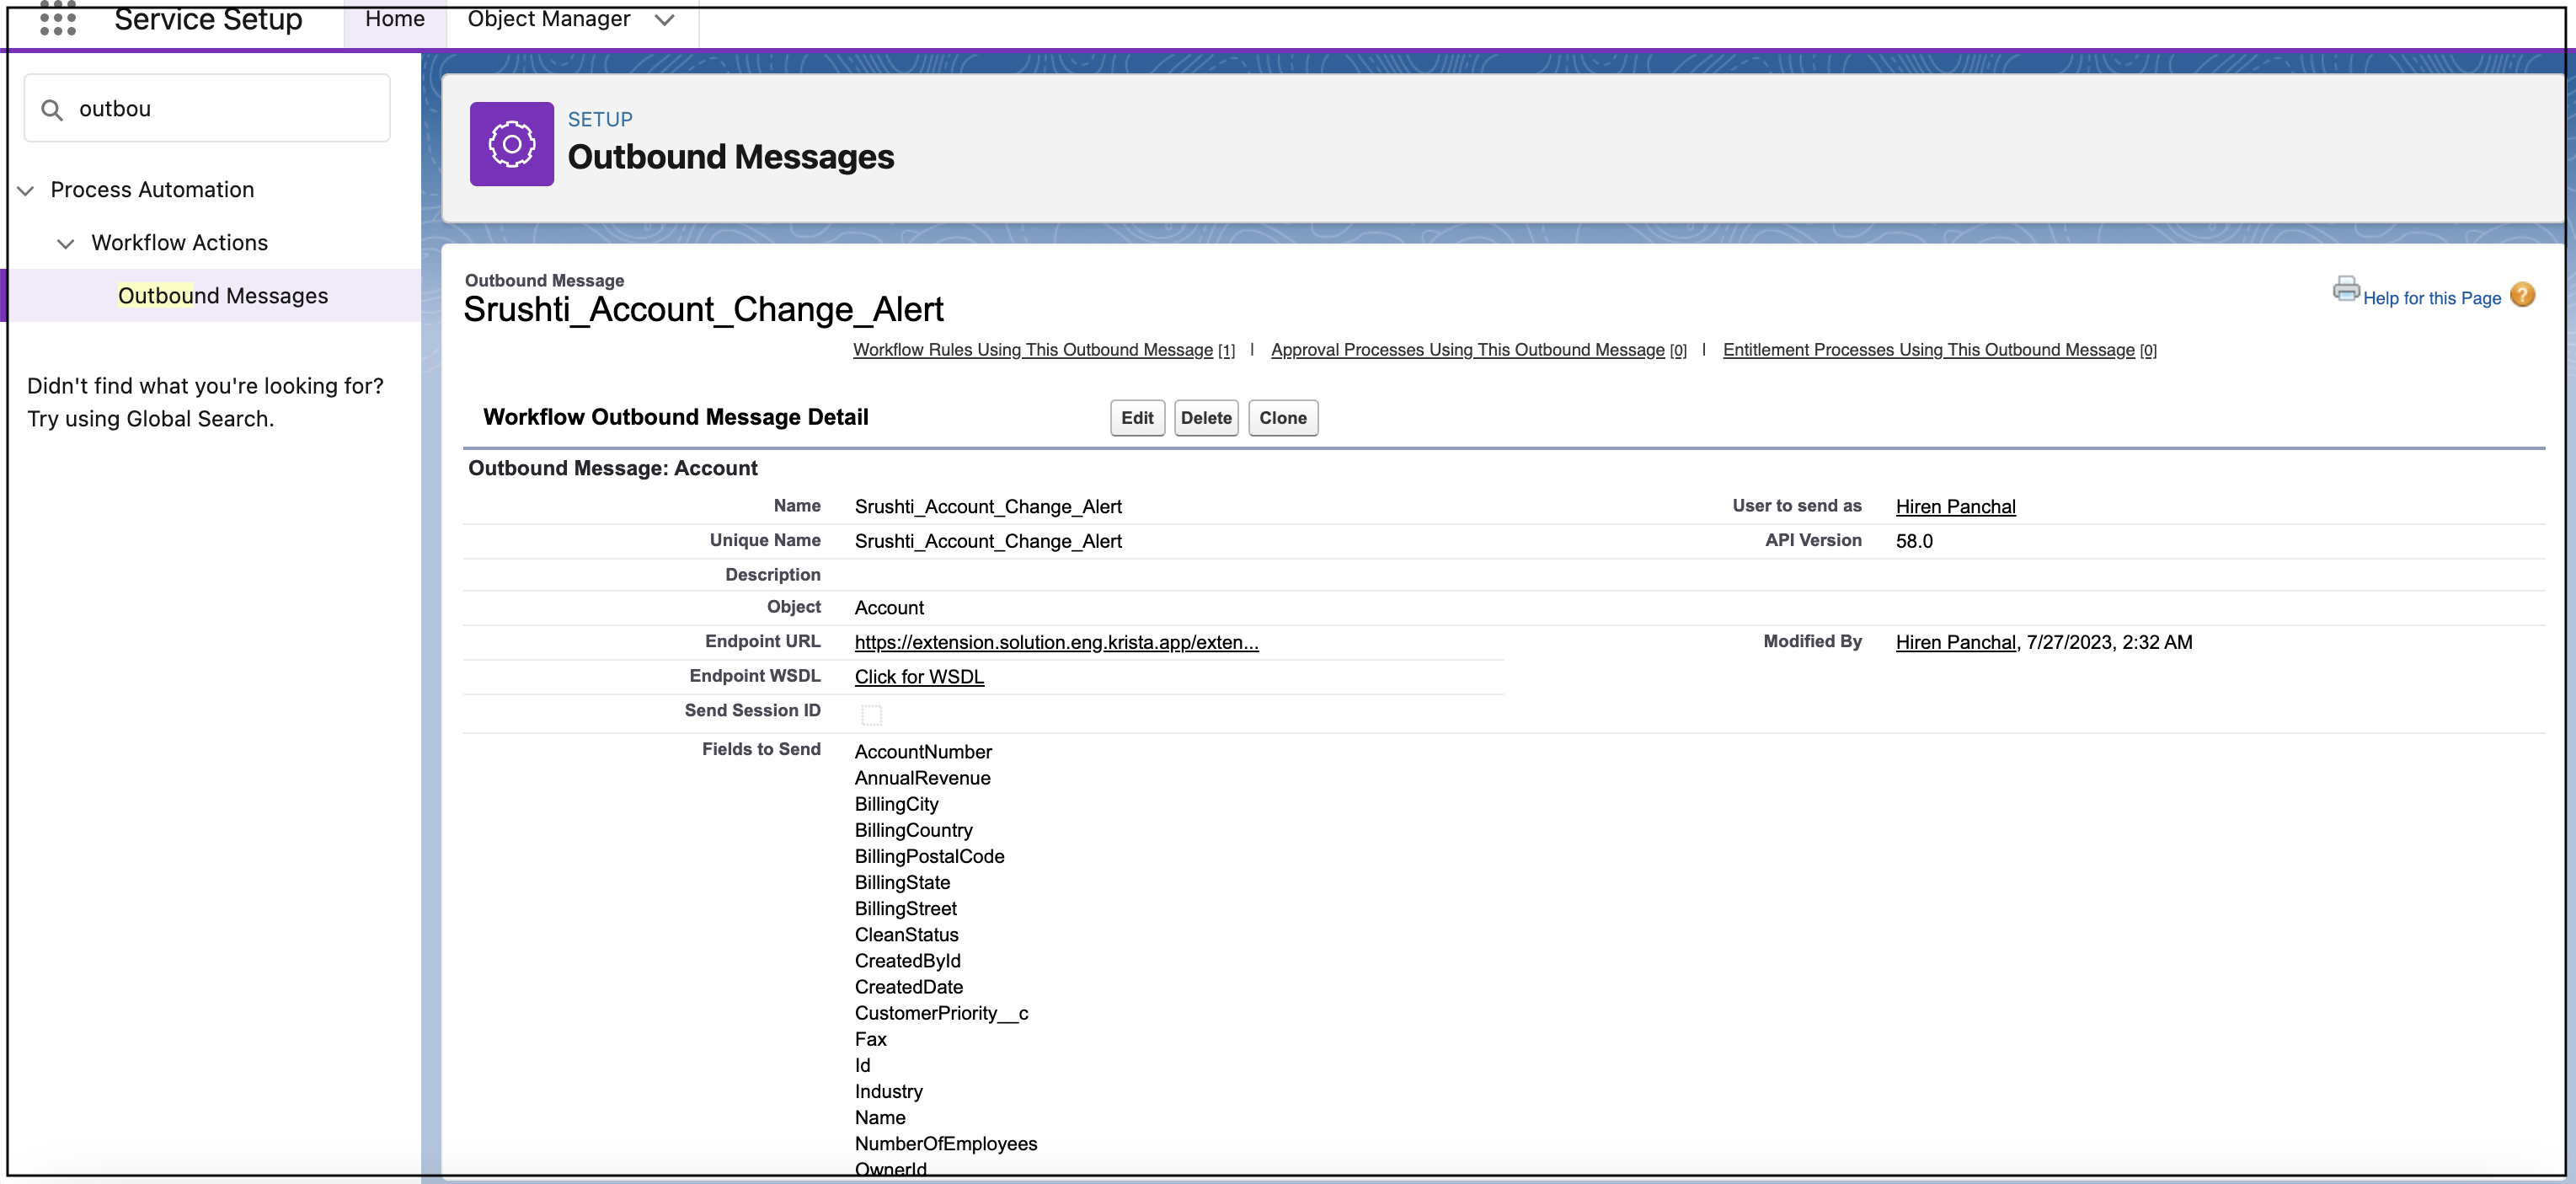 Service Setup Home Object Manager
outbou
Process Automation
Workflow Actions
Outbound Messages
Didn't find what you're looking for?
Try using Global Search.
SETUP
Outbound Messages
Outbound Message
Srushti_Account_Change_Alert
Help for this Page ?
Workflow Rules Using This Outbound Message [1] | Approval Processes Using This Outbound Message [0] | Entitlement Processes Using This Outbound Message [0]
Workflow Outbound Message Detail Edit Delete Clone
Outbound Message: Account
Name Srushti_Account_Change_Alert User to send as Hiren Panchal
Unique Name Srushti_Account_Change_Alert API Version 58.0
Description
Object Account
Endpoint URL https://extension.solution.eng.krista.app/exten... Modified By Hiren Panchal, 7/27/2023, 2:32 AM
Endpoint WSDL Click for WSDL
Send Session ID
Fields to Send AccountNumber
AnnualRevenue
BillingCity
BillingCountry
BillingPostalCode
BillingState
BillingStreet
CleanStatus
CreatedById
CreatedDate
CustomerPriority__c
Fax
Id
Industry
Name
NumberOfEmployees
OwnerId